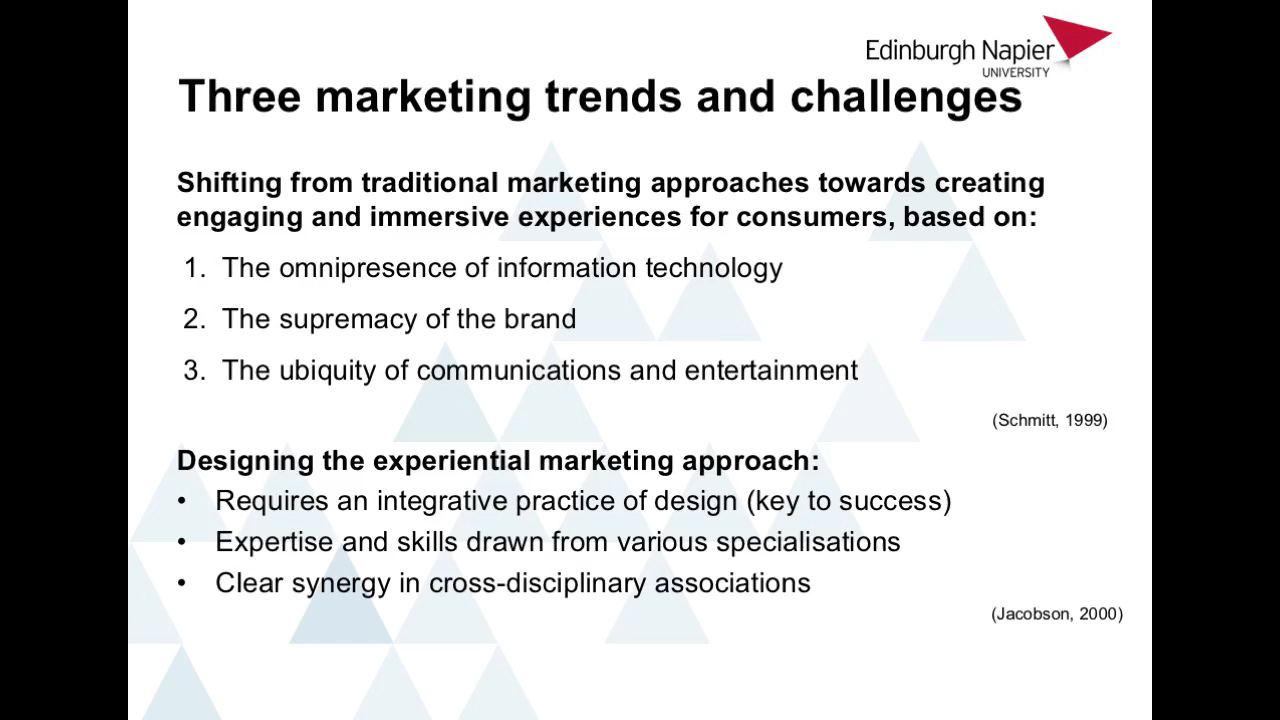 Edinburgh Napier
UNIVERSITY
Three marketing trends and challenges
Shifting from traditional marketing approaches towards creating
engaging and immersive experiences for consumers, based on:
1. The omnipresence of information technology
2. The supremacy of the brand
3. The ubiquity of communications and entertainment
(Schmitt, 1999)
Designing the experiential marketing approach:
• Requires an integrative practice of design (key to success)
• Expertise and skills drawn from various specialisations
• Clear synergy in cross-disciplinary associations
(Jacobson, 2000)